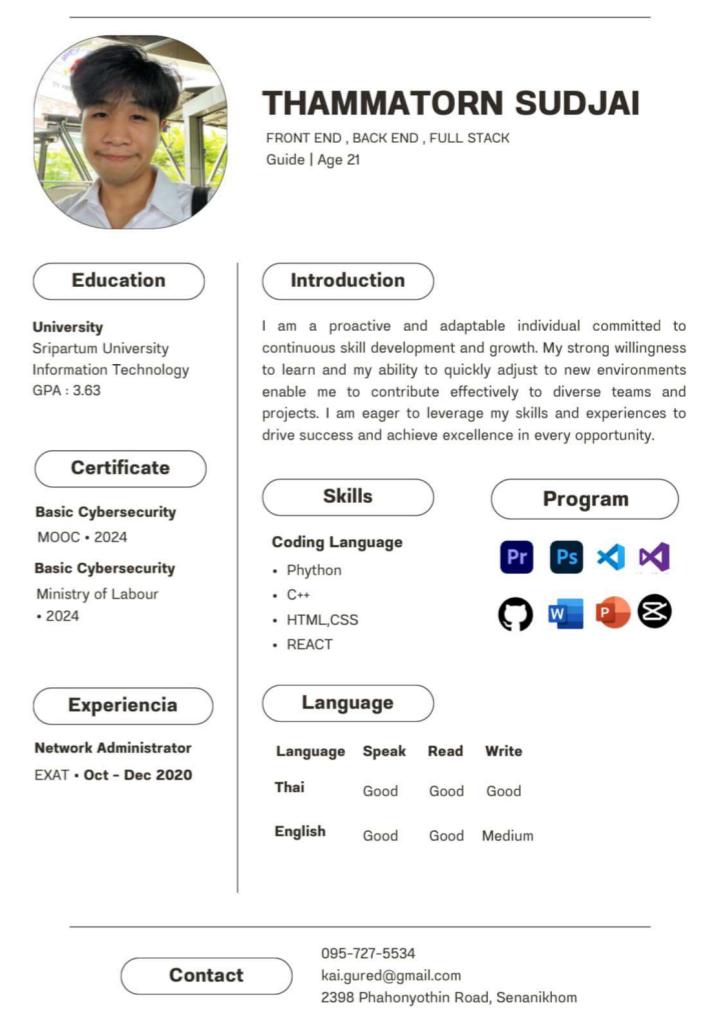 THAMMATORN SUDJAI
FRONT END , BACK END , FULL STACK
Guide | Age 21
Education
University
Sripartum University
Information Technology
GPA : 3.63
Certificate
Basic Cybersecurity
MOOC • 2024
Basic Cybersecurity
Ministry of Labour
• 2024
Experiencia
Network Administrator
EXAT • Oct – Dec 2020
Introduction
I am a proactive and adaptable individual committed to
continuous skill development and growth. My strong willingness
to learn and my ability to quickly adjust to new environments
enable me to contribute effectively to diverse teams and
projects. I am eager to leverage my skills and experiences to
drive success and achieve excellence in every opportunity.
Skills
Coding Language
• Phython
• C++
• HTML,CSS
• REACT
Program
Pr Ps
W P
Language
Language Speak Read Write
Thai Good Good Good
English Good Good Medium
Contact
095-727-5534
kai.gured@gmail.com
2398 Phahonyothin Road, Senanikhom